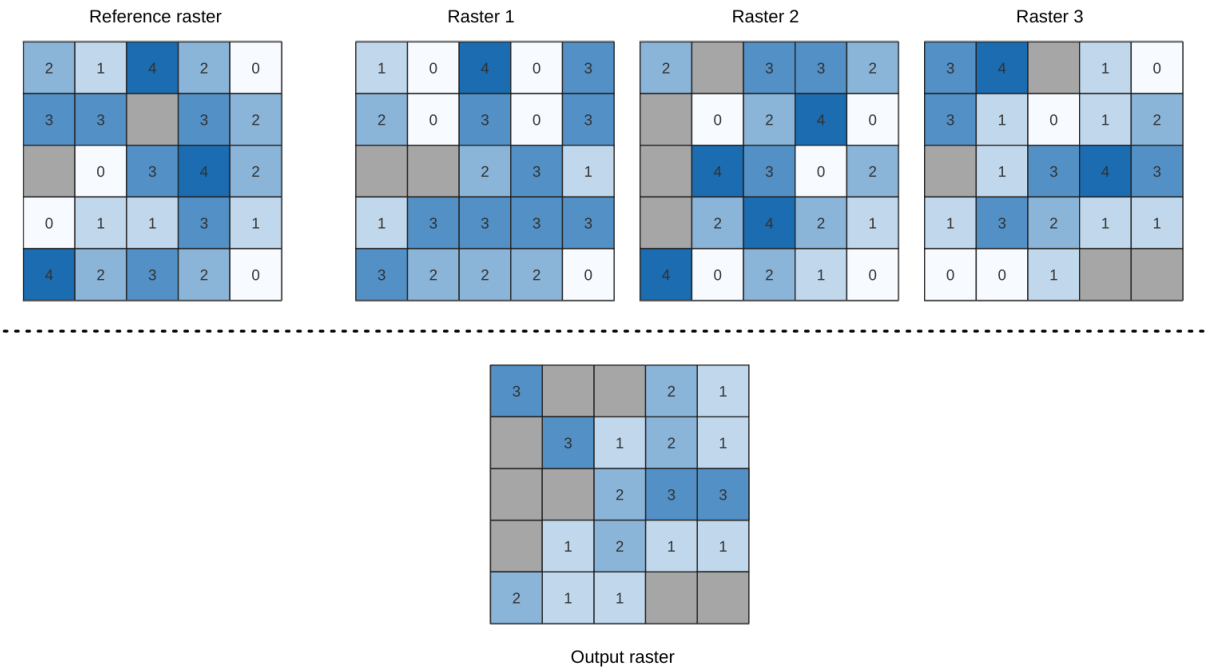 Reference raster Raster 1 Raster 2 Raster 3
2 1 4 2 0 1 0 4 0 3 2 3 3 2 3 4 1 0
3 3 3 2 2 0 3 0 3 0 2 4 0 3 1 0 1 2
0 3 4 2 2 3 1 4 3 0 2 1 3 4 3
0 1 1 3 1 1 3 3 3 3 2 4 2 1 1 3 2 1 1
4 2 3 2 0 3 2 2 2 0 4 0 2 1 0 0 0 1
3 2 1
3 1 2 1
2 3 3
1 2 1 1
2 1 1
Output raster